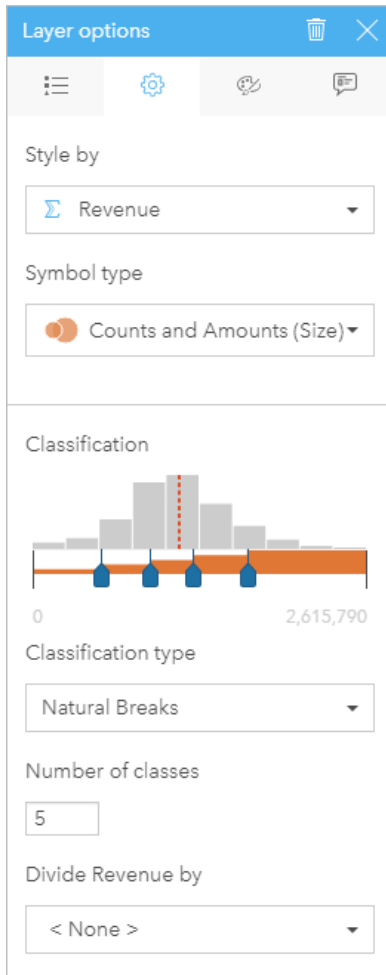 Layer options
Style by
Σ Revenue
Symbol type
Counts and Amounts (Size)
Classification
0 2,615,790
Classification type
Natural Breaks
Number of classes
5
Divide Revenue by
< None >